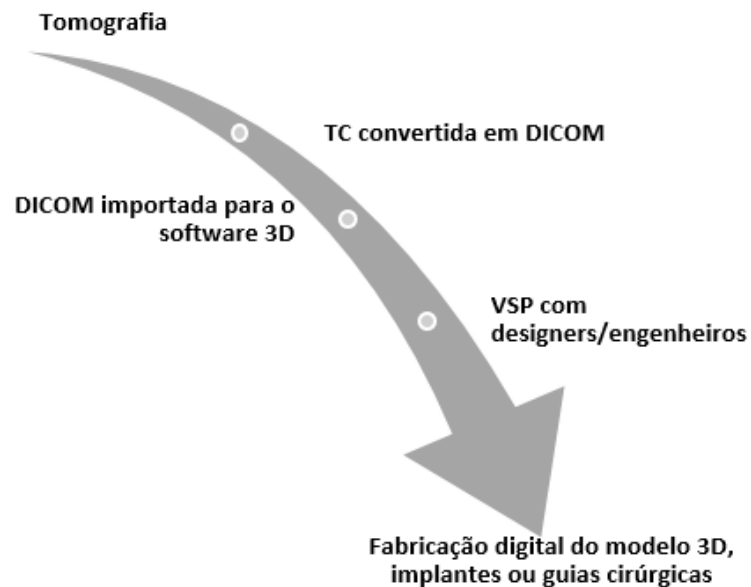 Tomografia
TC convertida em DICOM
DICOM importada para o
software 3D
VSP com
designers/engenheiros
Fabricação digital do modelo 3D,
implantes ou guias cirúrgicas